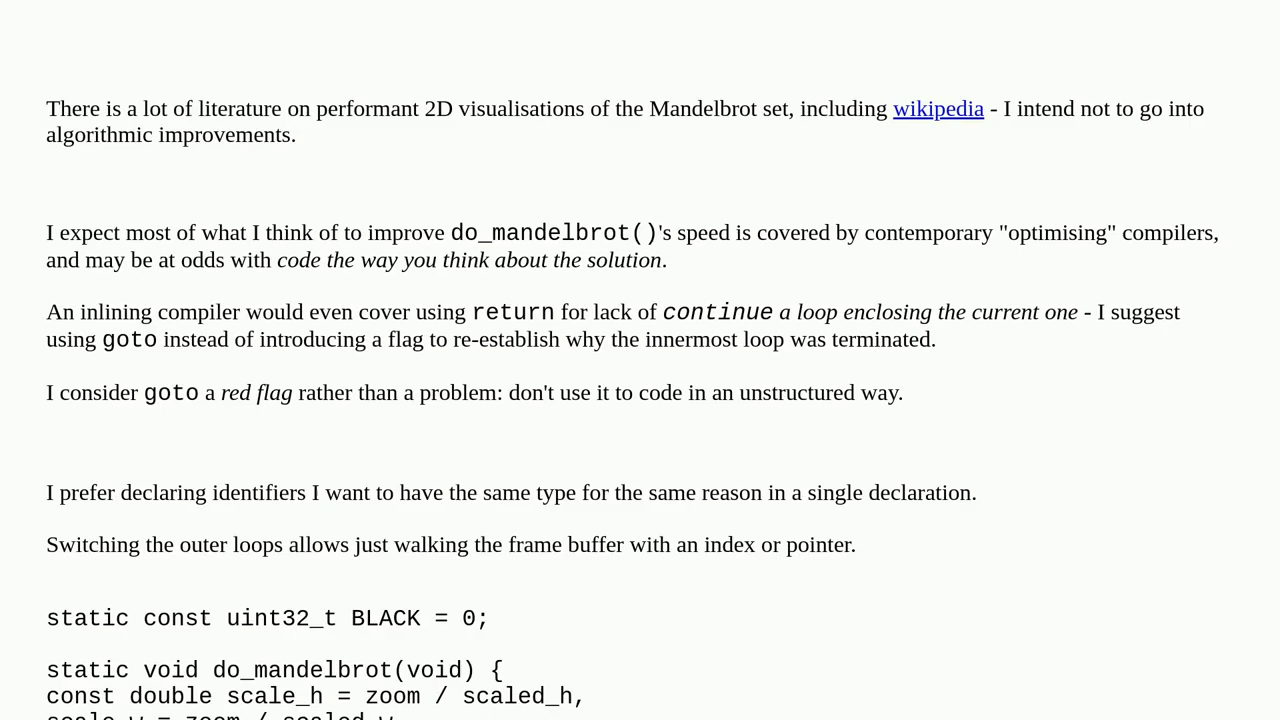 There is a lot of literature on performant 2D visualisations of the Mandelbrot set, including wikipedia - I intend not to go into
algorithmic improvements.
I expect most of what I think of to improve do_mandelbrot()'s speed is covered by contemporary "optimising" compilers,
and may be at odds with code the way you think about the solution.
An inlining compiler would even cover using return for lack of continue a loop enclosing the current one - I suggest
using goto instead of introducing a flag to re-establish why the innermost loop was terminated.
I consider goto a red flag rather than a problem: don't use it to code in an unstructured way.
I prefer declaring identifiers I want to have the same type for the same reason in a single declaration.
Switching the outer loops allows just walking the frame buffer with an index or pointer.
static const uint32_t BLACK = 0;
static void do_mandelbrot(void) {
const double scale_h = zoom / scaled_h,
scale_w = zoom / scaled_w